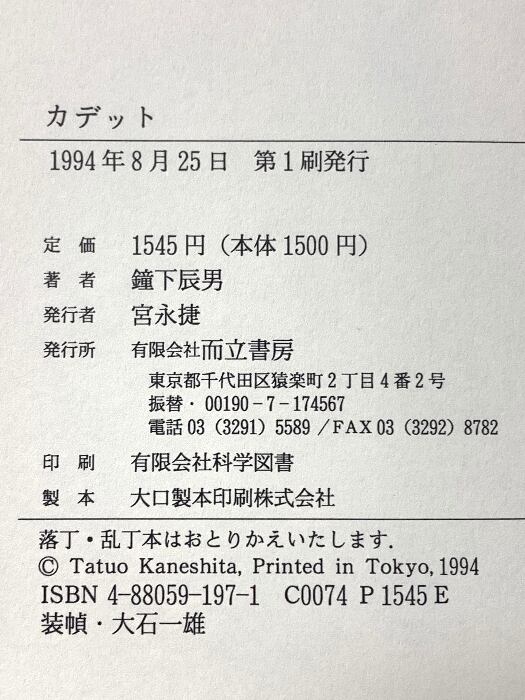 カデット
1994年8月25日　第1刷発行
定　価　1545円（本体1500円）
著　者　鐘下辰男
発行者　宮永捷
発行所　有限会社而立書房
東京都千代田区猿楽町2丁目4番2号
振替・00190-7-174567
電話03（3291）5589／FAX03（3292）8782
印　刷　有限会社科学図書
製　本　大口製本印刷株式会社
落丁・乱丁本はおとりかえいたします.
© Tatuo Kaneshita, Printed in Tokyo, 1994
ISBN 4-88059-197-1　C0074 P1545E
装幀・大石一雄